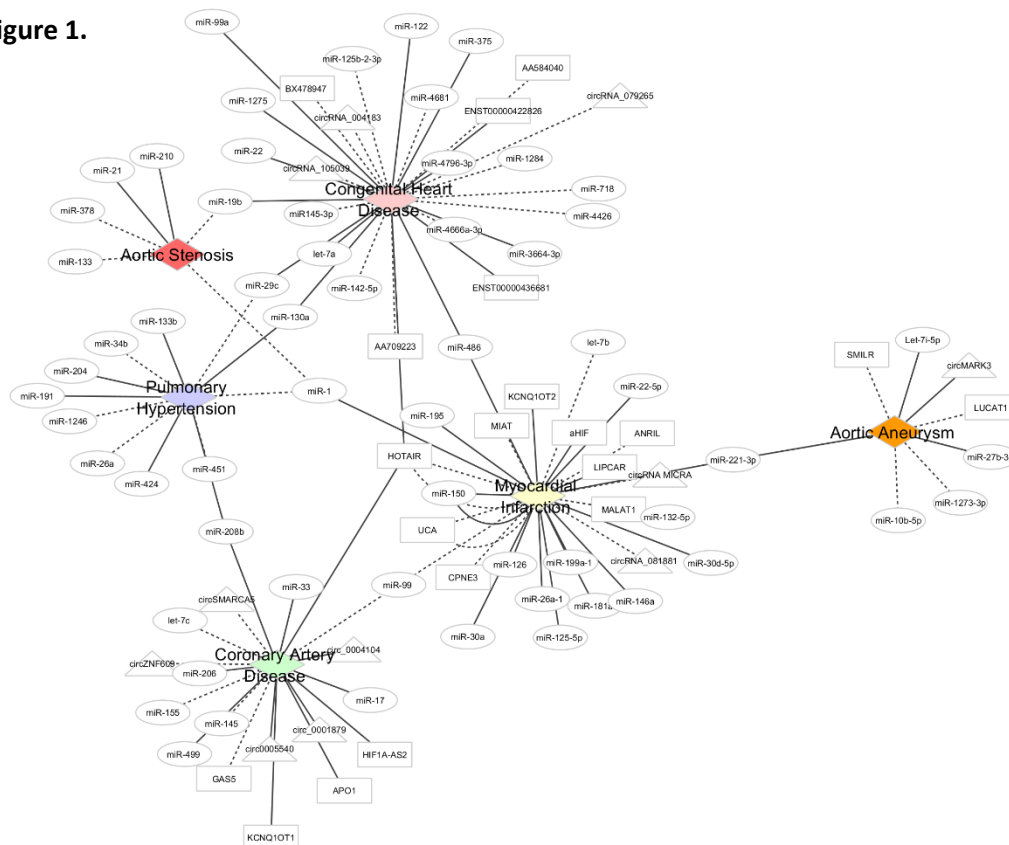 igure 1.
miR-99a
miR-122
miR-375
miR-125b-2-3p
AA584040
BX478947
miR-4681
circRNA_079265
miR-1275
ENST00000422826
circRNA_004183
miR-22
miR-4796-3p
miR-1284
miR-210
circRNA_105039
miR-21
Congenital Heart
Disease
miR-718
miR-19b
miR-378
miR145-3p
miR-4426
miR-4666a-3p
Aortic Stenosis
miR-133
let-7a
miR-3664-3p
miR-29c
miR-142-5p
ENST00000436681
miR-130a
miR-133b
miR-34b
AA709223
miR-486
let-7b
Let-7i-5p
SMILR
circMARK3
miR-204
Pulmonary
Hypertension
miR-1
miR-22-5p
miR-191
KCNQ1OT2
LUCAT1
miR-195
miR-1246
MIAT
aHIF
ANRIL
Aortic Aneurysm
miR-26a
miR-451
HOTAIR
LIPCAR
miR-221-3p
miR-27b-3
miR-424
circRNA MICRA
Myocardial
Infarction
miR-150
miR-1273-3p
MALAT1
miR-132-5p
miR-10b-5p
miR-208b
UCA
miR-126
miR-199a-1
circRNA_081881
miR-30d-5p
CPNE3
miR-33
miR-99
miR-26a-1
miR-146a
circSMARCA5
let-7c
miR-30a
miR-125-5p
circ_0004104
Coronary Artery
Disease
circZNF609
miR-206
miR-17
miR-155
miR-145
circ_0001879
miR-499
circ0005540
HIF1A-AS2
GAS5
APO1
KCNQ1OT1